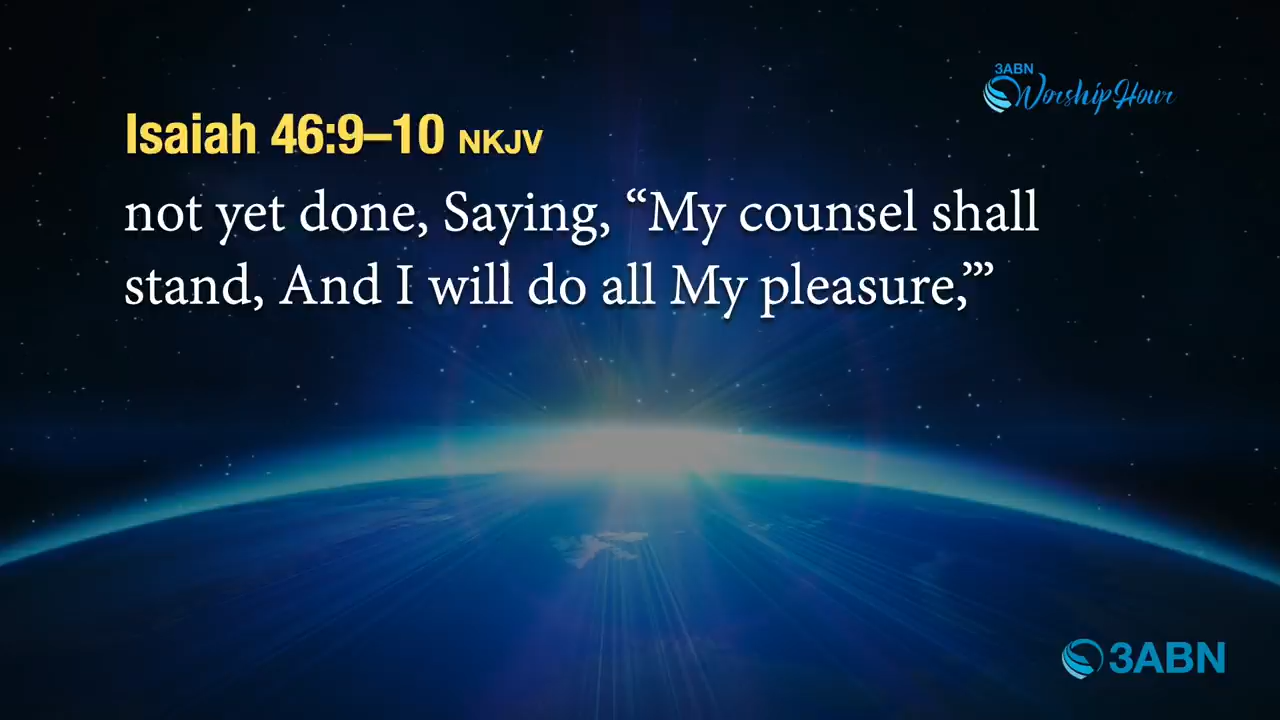 3ABN
Worship Hour
Isaiah 46:9–10 NKJV
not yet done, Saying, “My counsel shall
stand, And I will do all My pleasure,’”
3ABN